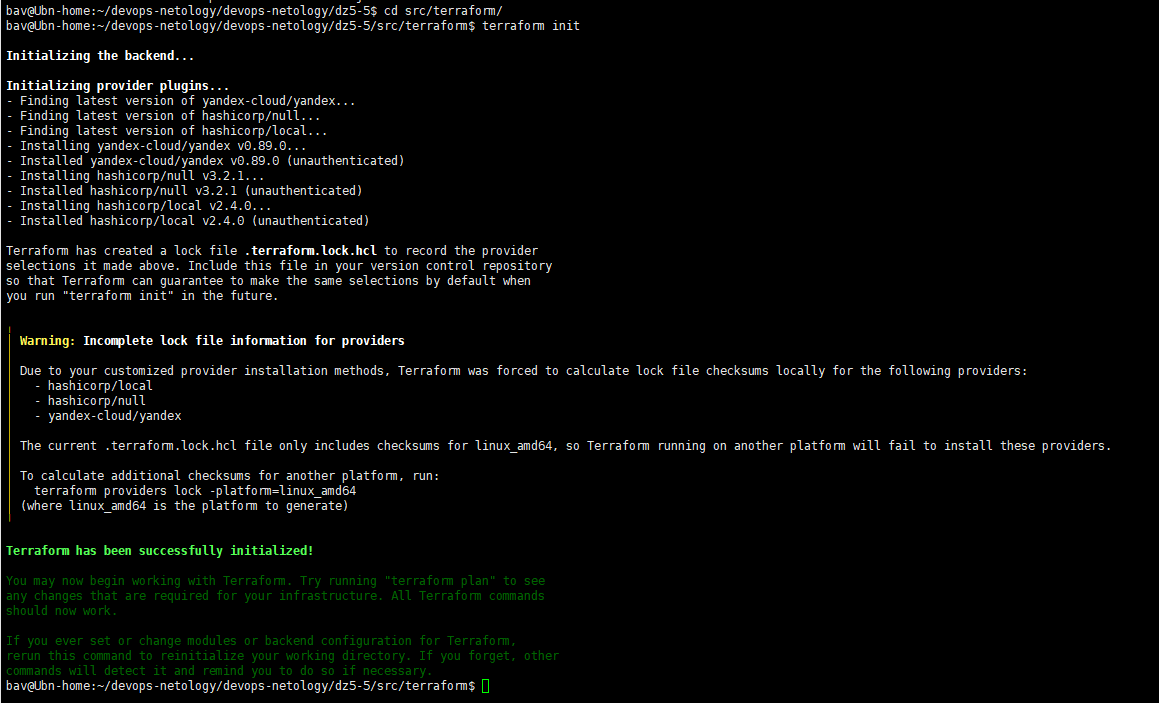 bav@Ubn-home:~/devops-netology/devops-netology/dz5-5$ cd src/terraform/
bav@Ubn-home:~/devops-netology/devops-netology/dz5-5/src/terraform$ terraform init
Initializing the backend...
Initializing provider plugins...
- Finding latest version of yandex-cloud/yandex...
- Finding latest version of hashicorp/null...
- Finding latest version of hashicorp/local...
- Installing yandex-cloud/yandex v0.89.0...
- Installed yandex-cloud/yandex v0.89.0 (unauthenticated)
- Installing hashicorp/null v3.2.1...
- Installed hashicorp/null v3.2.1 (unauthenticated)
- Installing hashicorp/local v2.4.0...
- Installed hashicorp/local v2.4.0 (unauthenticated)
Terraform has created a lock file .terraform.lock.hcl to record the provider
selections it made above. Include this file in your version control repository
so that Terraform can guarantee to make the same selections by default when
you run "terraform init" in the future.
Warning: Incomplete lock file information for providers
Due to your customized provider installation methods, Terraform was forced to calculate lock file checksums locally for the following providers:
- hashicorp/local
- hashicorp/null
- yandex-cloud/yandex
The current .terraform.lock.hcl file only includes checksums for linux_amd64, so Terraform running on another platform will fail to install these providers.
To calculate additional checksums for another platform, run:
terraform providers lock -platform=linux_amd64
(where linux_amd64 is the platform to generate)
Terraform has been successfully initialized!
You may now begin working with Terraform. Try running "terraform plan" to see
any changes that are required for your infrastructure. All Terraform commands
should now work.
If you ever set or change modules or backend configuration for Terraform,
rerun this command to reinitialize your working directory. If you forget, other
commands will detect it and remind you to do so if necessary.
bav@Ubn-home:~/devops-netology/devops-netology/dz5-5/src/terraform$